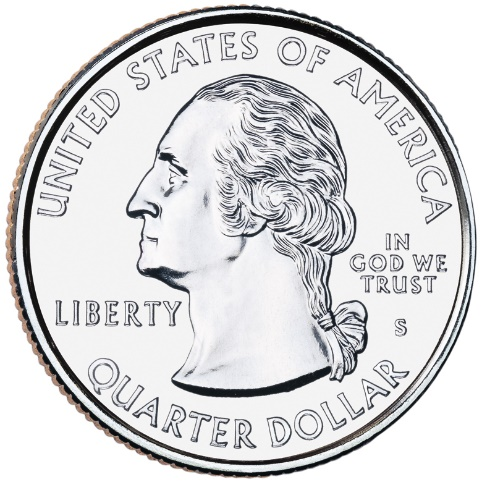 UNITED STATES OF AMERICA
LIBERTY
IN
GOD WE
TRUST
S
QUARTER DOLLAR